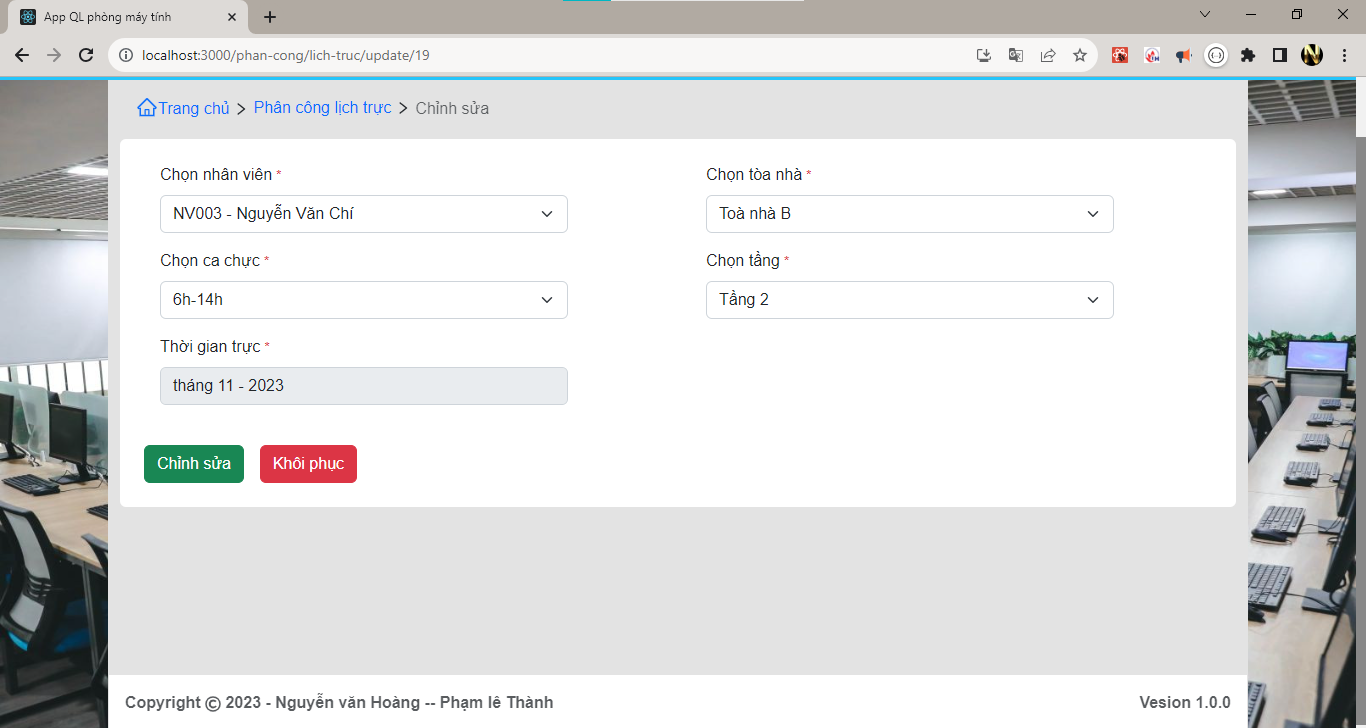 App QL phòng máy tính
localhost:3000/phan-cong/lich-truc/update/19
Trang chủ > Phân công lịch trực > Chỉnh sửa
Chọn nhân viên *
Chọn tòa nhà *
NV003 - Nguyễn Văn Chí
Toà nhà B
Chọn ca chực *
Chọn tầng *
6h-14h
Tầng 2
Thời gian trực *
tháng 11 - 2023
Chỉnh sửa
Khôi phục
Copyright © 2023 - Nguyễn văn Hoàng -- Phạm lê Thành
Vesion 1.0.0